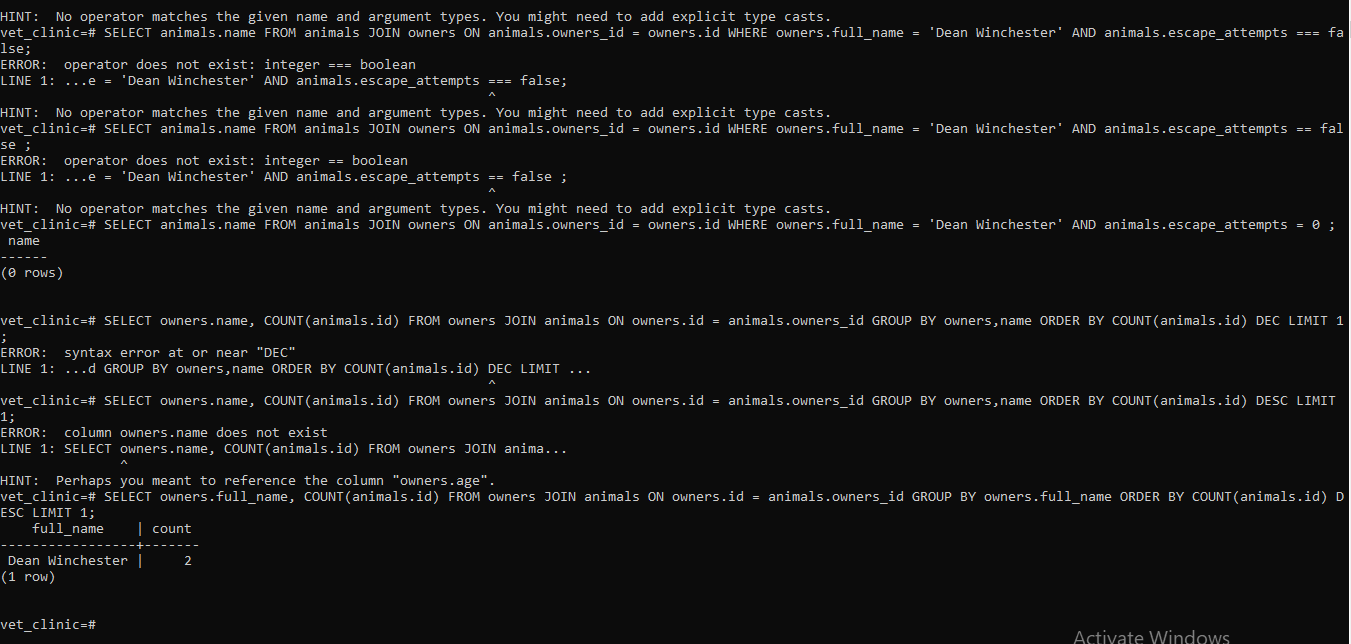 HINT:  No operator matches the given name and argument types. You might need to add explicit type casts.
vet_clinic=# SELECT animals.name FROM animals JOIN owners ON animals.owners_id = owners.id WHERE owners.full_name = 'Dean Winchester' AND animals.escape_attempts === fa
lse;
ERROR:  operator does not exist: integer === boolean
LINE 1: ...e = 'Dean Winchester' AND animals.escape_attempts === false;
^
HINT:  No operator matches the given name and argument types. You might need to add explicit type casts.
vet_clinic=# SELECT animals.name FROM animals JOIN owners ON animals.owners_id = owners.id WHERE owners.full_name = 'Dean Winchester' AND animals.escape_attempts == fal
se ;
ERROR:  operator does not exist: integer == boolean
LINE 1: ...e = 'Dean Winchester' AND animals.escape_attempts == false ;
^
HINT:  No operator matches the given name and argument types. You might need to add explicit type casts.
vet_clinic=# SELECT animals.name FROM animals JOIN owners ON animals.owners_id = owners.id WHERE owners.full_name = 'Dean Winchester' AND animals.escape_attempts = 0 ;
name
------
(0 rows)
vet_clinic=# SELECT owners.name, COUNT(animals.id) FROM owners JOIN animals ON owners.id = animals.owners_id GROUP BY owners,name ORDER BY COUNT(animals.id) DEC LIMIT 1
;
ERROR:  syntax error at or near "DEC"
LINE 1: ...d GROUP BY owners,name ORDER BY COUNT(animals.id) DEC LIMIT ...
^
vet_clinic=# SELECT owners.name, COUNT(animals.id) FROM owners JOIN animals ON owners.id = animals.owners_id GROUP BY owners,name ORDER BY COUNT(animals.id) DESC LIMIT
1;
ERROR:  column owners.name does not exist
LINE 1: SELECT owners.name, COUNT(animals.id) FROM owners JOIN anima...
^
HINT:  Perhaps you meant to reference the column "owners.age".
vet_clinic=# SELECT owners.full_name, COUNT(animals.id) FROM owners JOIN animals ON owners.id = animals.owners_id GROUP BY owners.full_name ORDER BY COUNT(animals.id) D
ESC LIMIT 1;
full_name    | count
-----------------+-------
Dean Winchester |     2
(1 row)
vet_clinic=#
Activate Windows